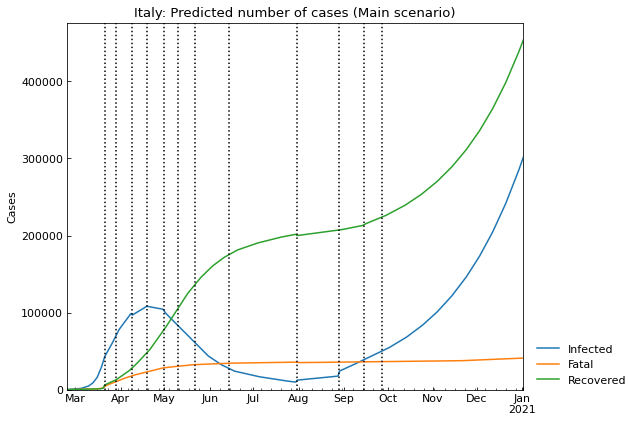 Italy: Predicted number of cases (Main scenario)
Cases
400000
300000
200000
100000
0
Mar Apr May Jun Jul Aug Sep Oct Nov Dec Jan
2021
Infected
Fatal
Recovered